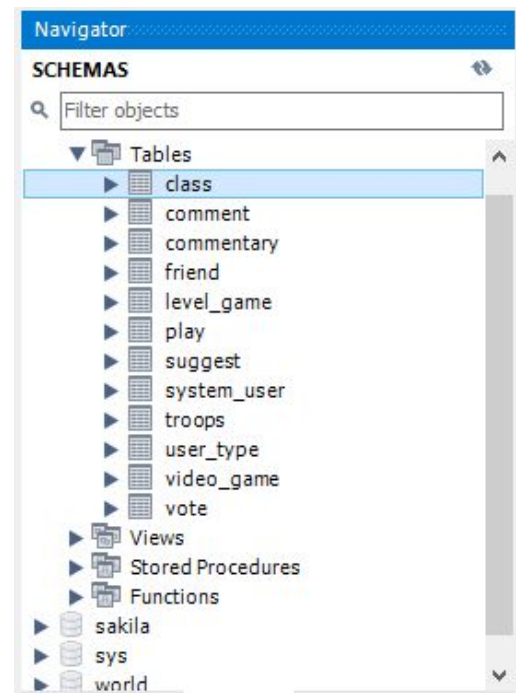 Navigator
SCHEMAS
Filter objects
Tables
class
comment
commentary
friend
level_game
play
suggest
system_user
troops
user_type
video_game
vote
Views
Stored Procedures
Functions
sakila
sys
world